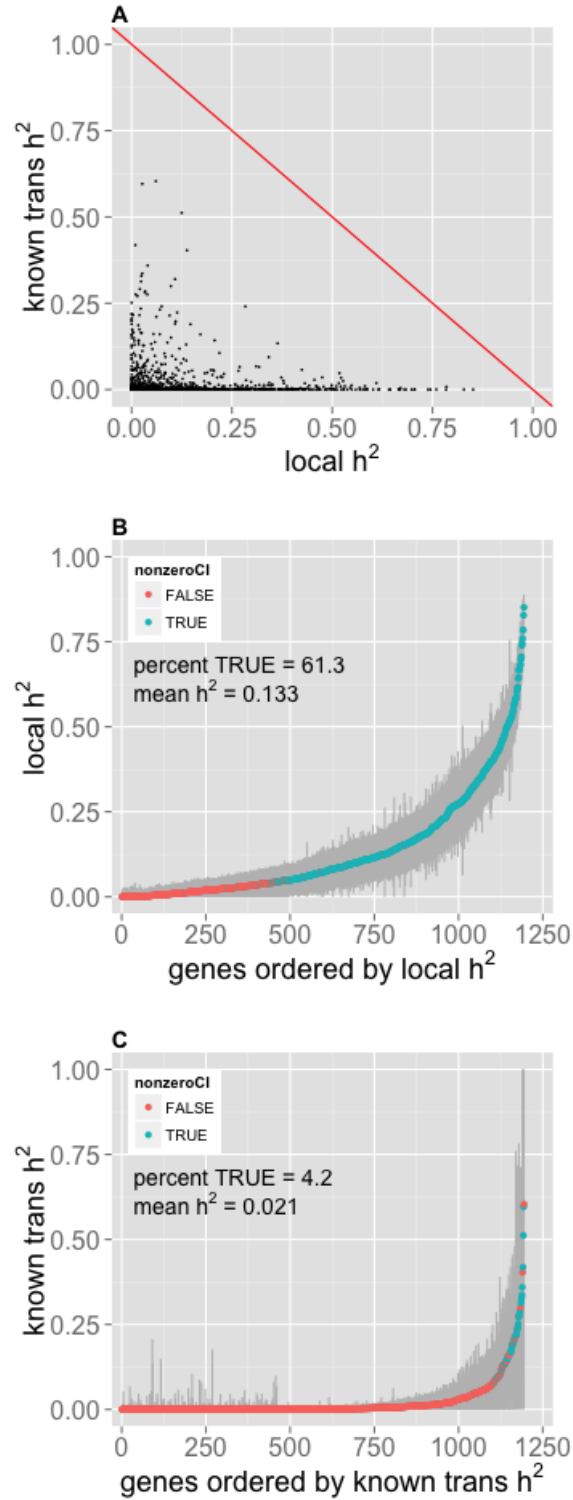 A
1.00
0.75
0.50
0.25
0.00
known trans h²
0.00 0.25 0.50 0.75 1.00
local h²
B
1.00
0.75
0.50
0.25
0.00
local h²
nonzeroCI
FALSE
TRUE
percent TRUE = 61.3
mean h² = 0.133
0 250 500 750 1000 1250
genes ordered by local h²
C
1.00
0.75
0.50
0.25
0.00
known trans h²
nonzeroCI
FALSE
TRUE
percent TRUE = 4.2
mean h² = 0.021
0 250 500 750 1000 1250
genes ordered by known trans h²